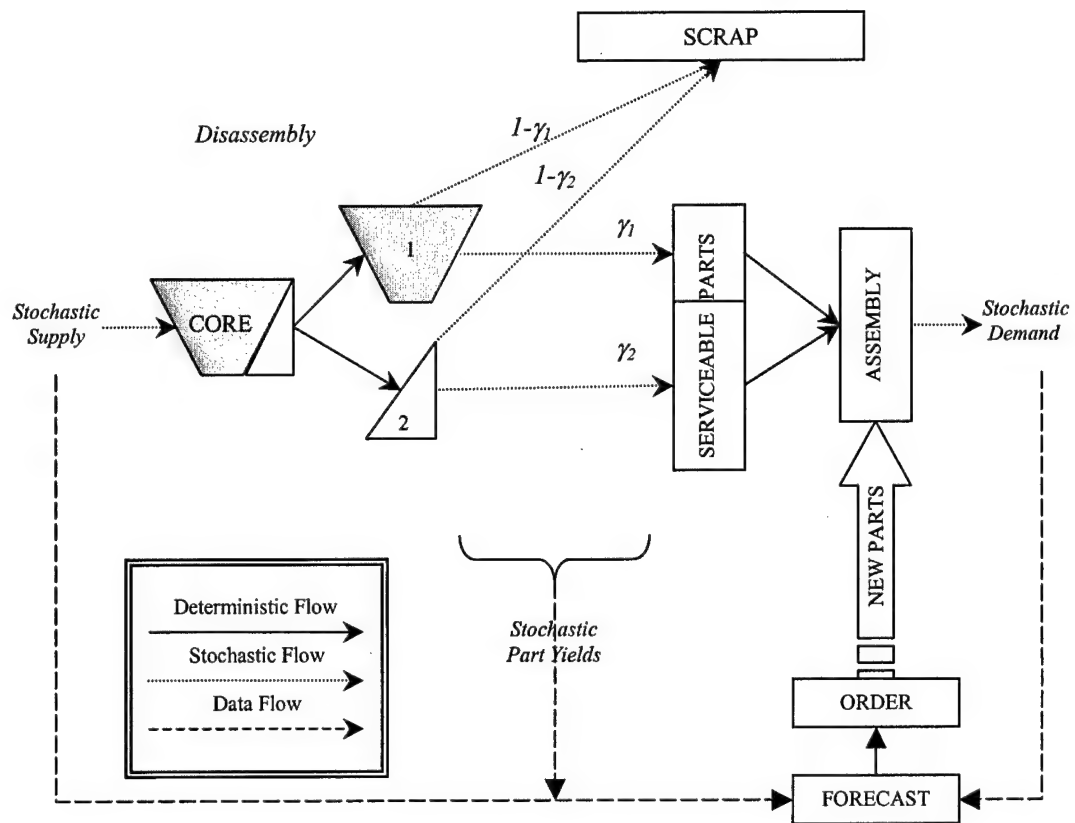 SCRAP
Disassembly
1-γ1
1-γ2
1
γ1
Stochastic
Supply
CORE
SERVICEABLE PARTS
ASSEMBLY
Stochastic
Demand
γ2
2
NEW PARTS
Deterministic Flow
Stochastic Flow
Data Flow
Stochastic
Part Yields
ORDER
FORECAST